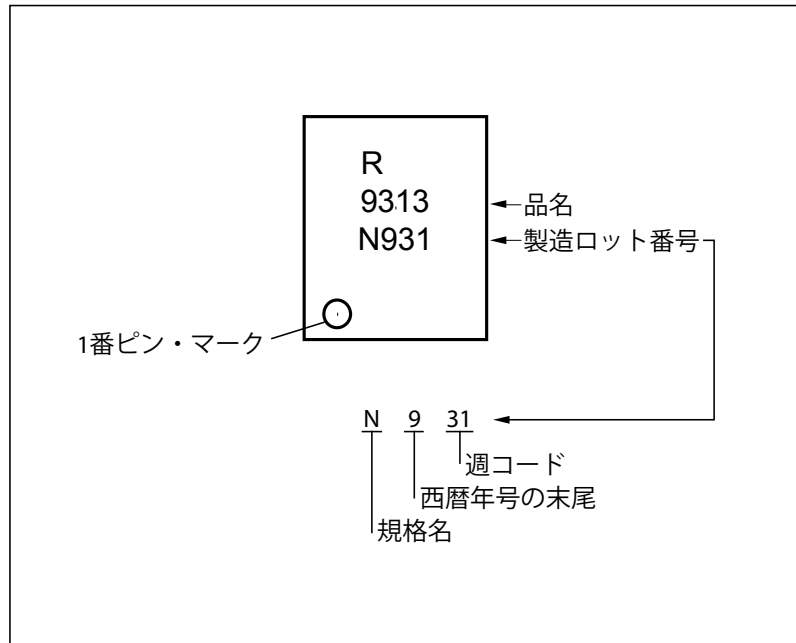 R
9313
N931
品名
製造ロット番号
1番ピン・マーク
N 9 31
週コード
西暦年号の末尾
規格名